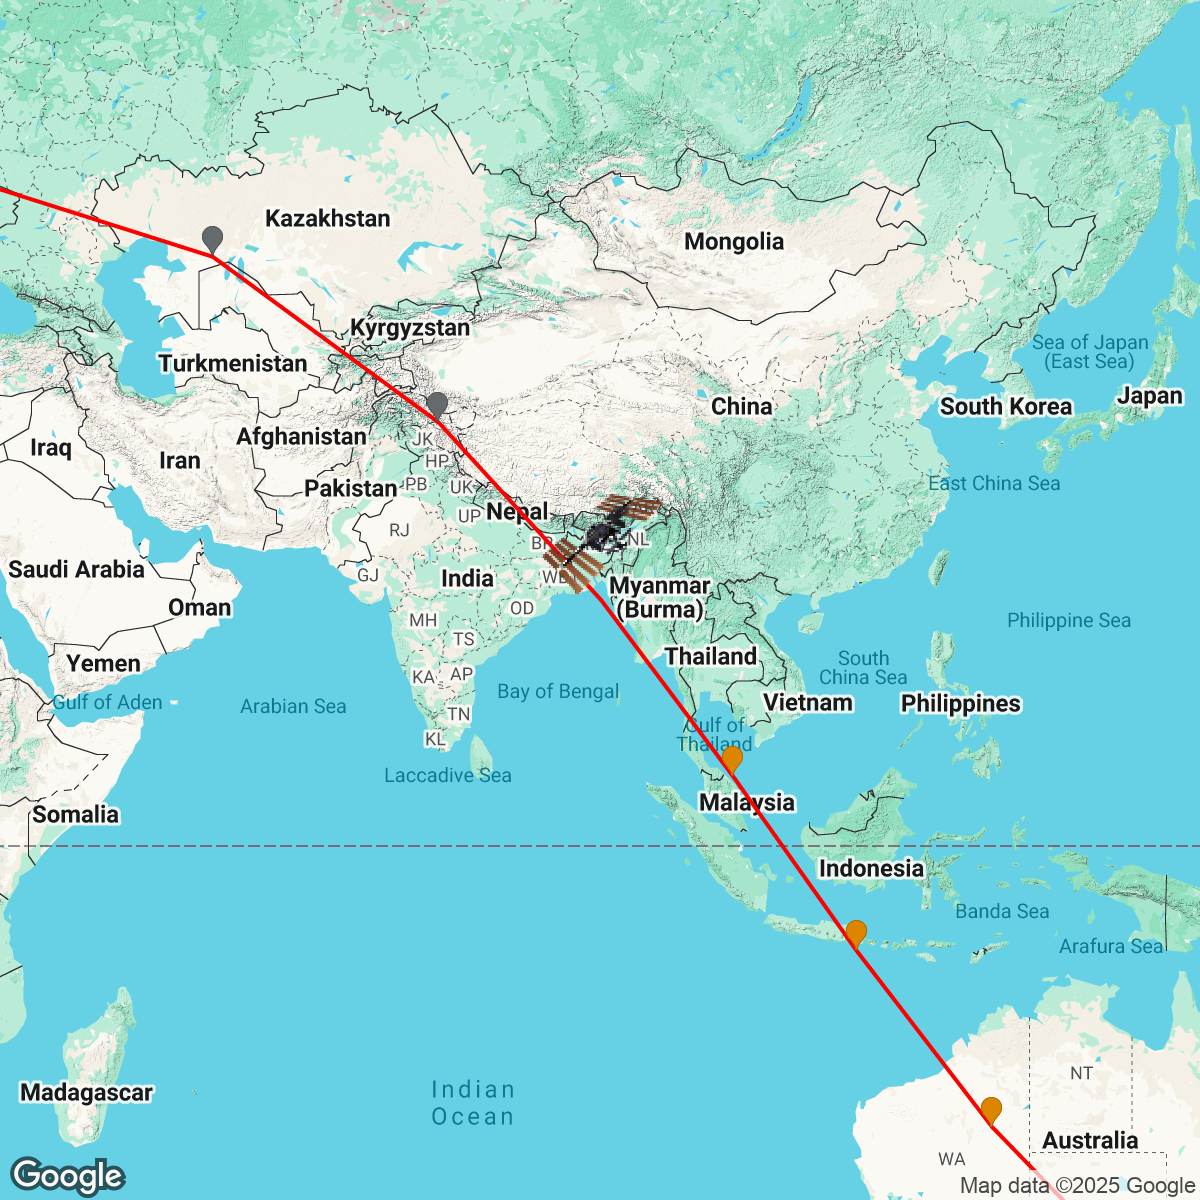 Kazakhstan
Mongolia
Kyrgyzstan
Sea of Japan
(East Sea)
Turkmenistan
Japan
China
South Korea
JK
Afghanistan
Iraq
Iran
HP
PB
Pakistan
UK
East China Sea
Nepal
UP
RJ
NL
Saudi Arabia
GJ
India
Myanmar
(Burma)
Oman
OD
MH
Philippine Sea
TS
Thailand
South
China Sea
Yemen
KA
AP
Bay of Bengal
Gulf of Aden
Arabian Sea
Vietnam
Philippines
TN
Gulf of
Thailand
KL
Laccadive Sea
Malaysia
Somalia
Indonesia
Banda Sea
Arafura Sea
NT
Madagascar
Indian
Ocean
Australia
WA
Google
Map data ©2025 Google